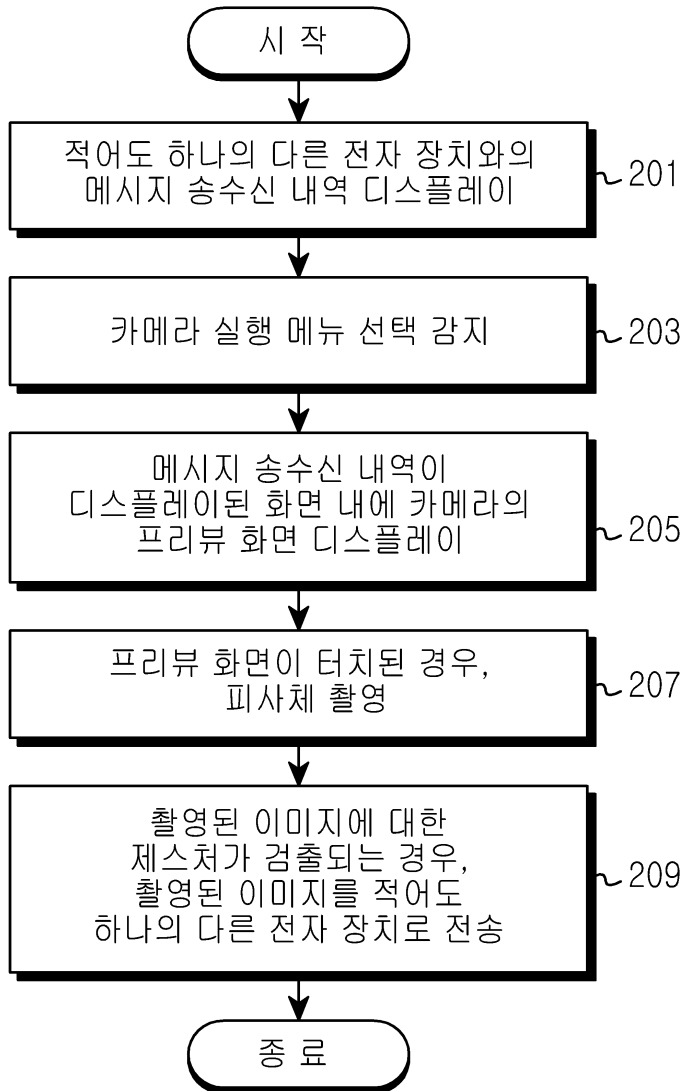 시 작
적어도 하나의 다른 전자 장치와의
메시지 송수신 내역 디스플레이
201
카메라 실행 메뉴 선택 감지
203
메시지 송수신 내역이
디스플레이된 화면 내에 카메라의
프리뷰 화면 디스플레이
205
프리뷰 화면이 터치된 경우,
피사체 촬영
207
촬영된 이미지에 대한
제스처가 검출되는 경우,
촬영된 이미지를 적어도
하나의 다른 전자 장치로 전송
209
종 료